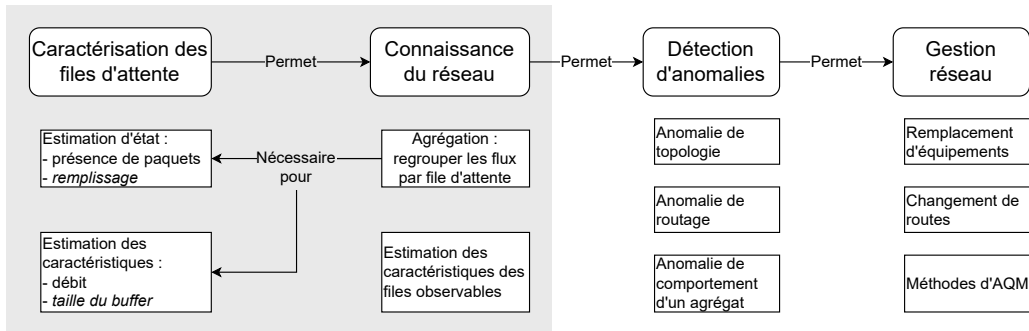 Caractérisation des
files d'attente
Permet
Connaissance
du réseau
Permet
Détection
d'anomalies
Permet
Gestion
réseau
Estimation d'état :
- présence de paquets
- remplissage
Nécessaire
pour
Agrégation :
regrouper les flux
par file d'attente
Anomalie de
topologie
Remplacement
d'équipements
Anomalie de
routage
Changement de
routes
Estimation des
caractéristiques :
- débit
- taille du buffer
Estimation des
caractéristiques des
files observables
Anomalie de
comportement
d'un agrégat
Méthodes d'AQM